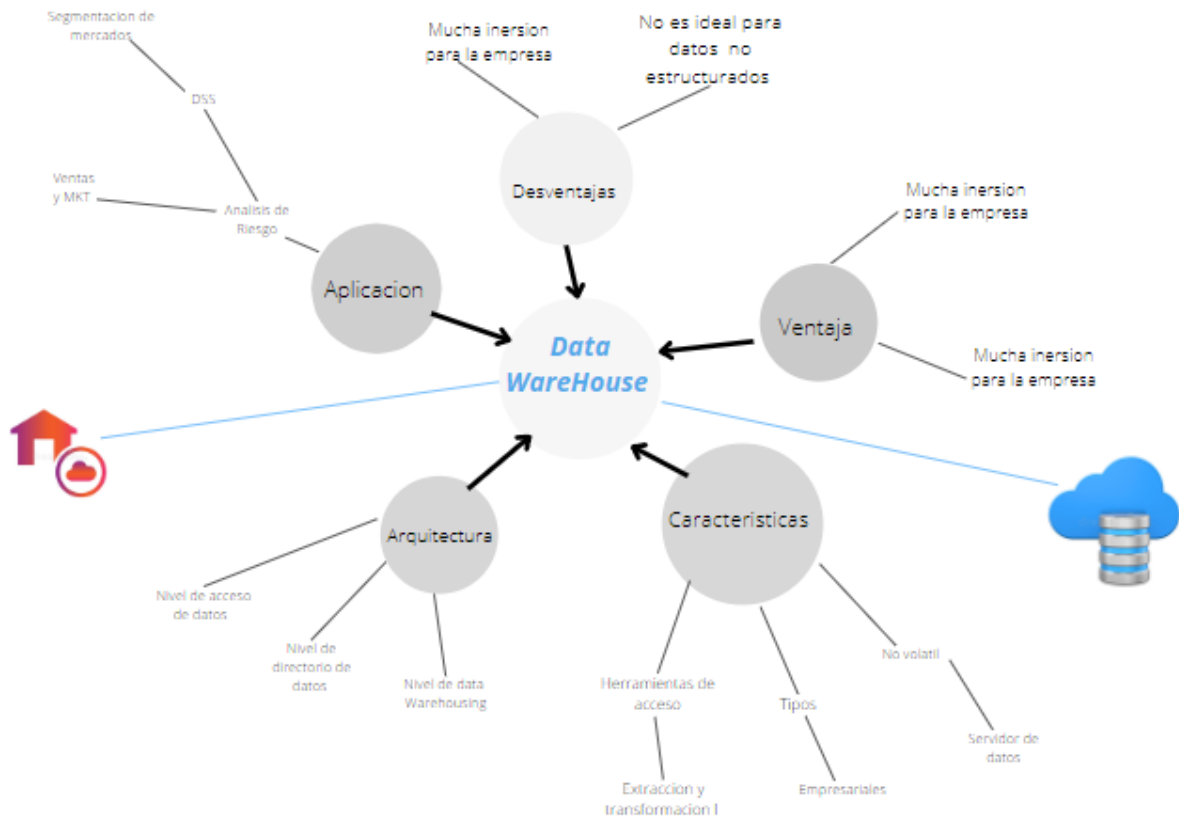 Segmentacion de
mercados
DSS
Ventas
y MKT
Analisis de
Riesgo
Aplicacion
Mucha inersion
para la empresa
No es ideal para
datos no
estructurados
Desventajas
Mucha inersion
para la empresa
Ventaja
Mucha inersion
para la empresa
Data
WareHouse
Arquitectura
Nivel de acceso
de datos
Nivel de
directorio de
datos
Nivel de data
Warehousing
Caracteristicas
Herramientas de
acceso
Extraccion y
transformacion l
Tipos
Empresariales
No volatil
Servidor de
datos